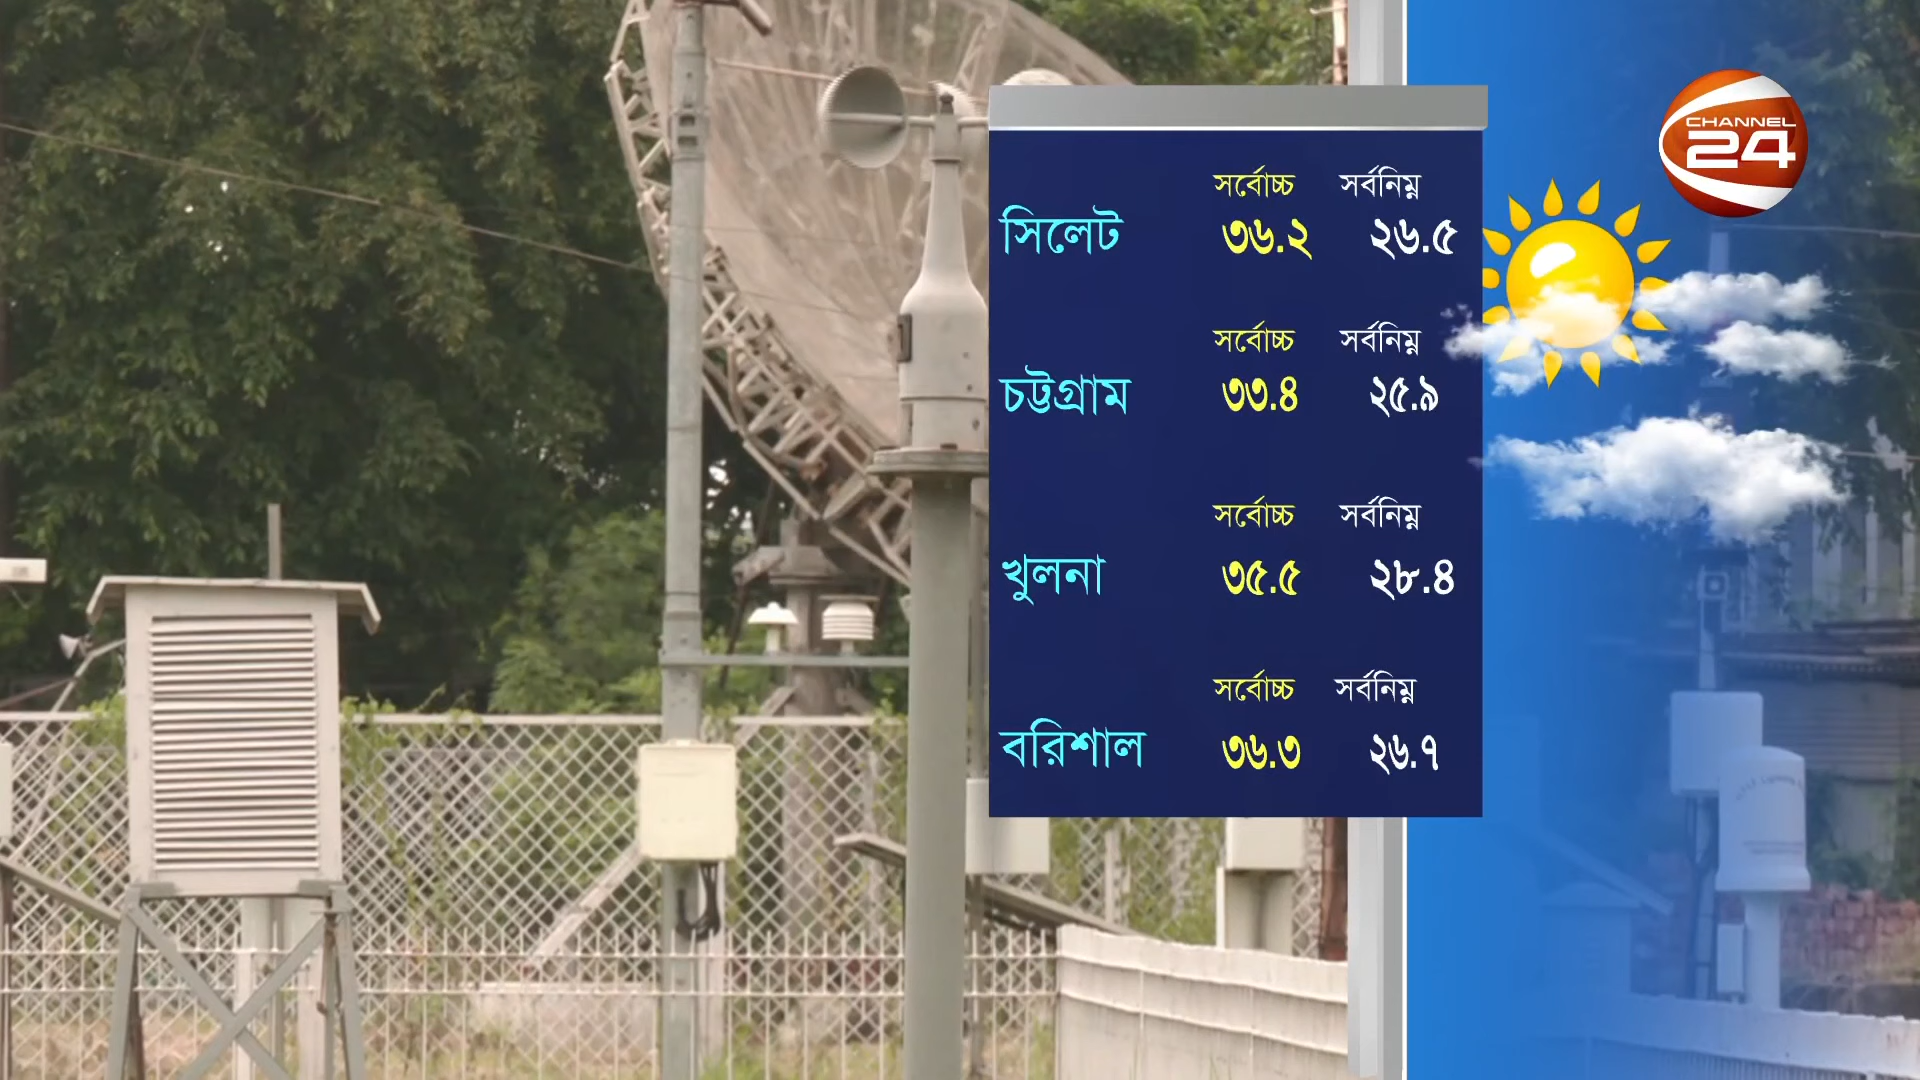 CHANNEL
24
সর্বোচ্চ সর্বনিম্ন
সিলেট ৩৬.২ ২৬.৫
সর্বোচ্চ সর্বনিম্ন
চট্টগ্রাম ৩৩.৪ ২৫.৯
সর্বোচ্চ সর্বনিম্ন
খুলনা ৩৫.৫ ২৮.৪
সর্বোচ্চ সর্বনিম্ন
বরিশাল ৩৬.৩ ২৬.৭